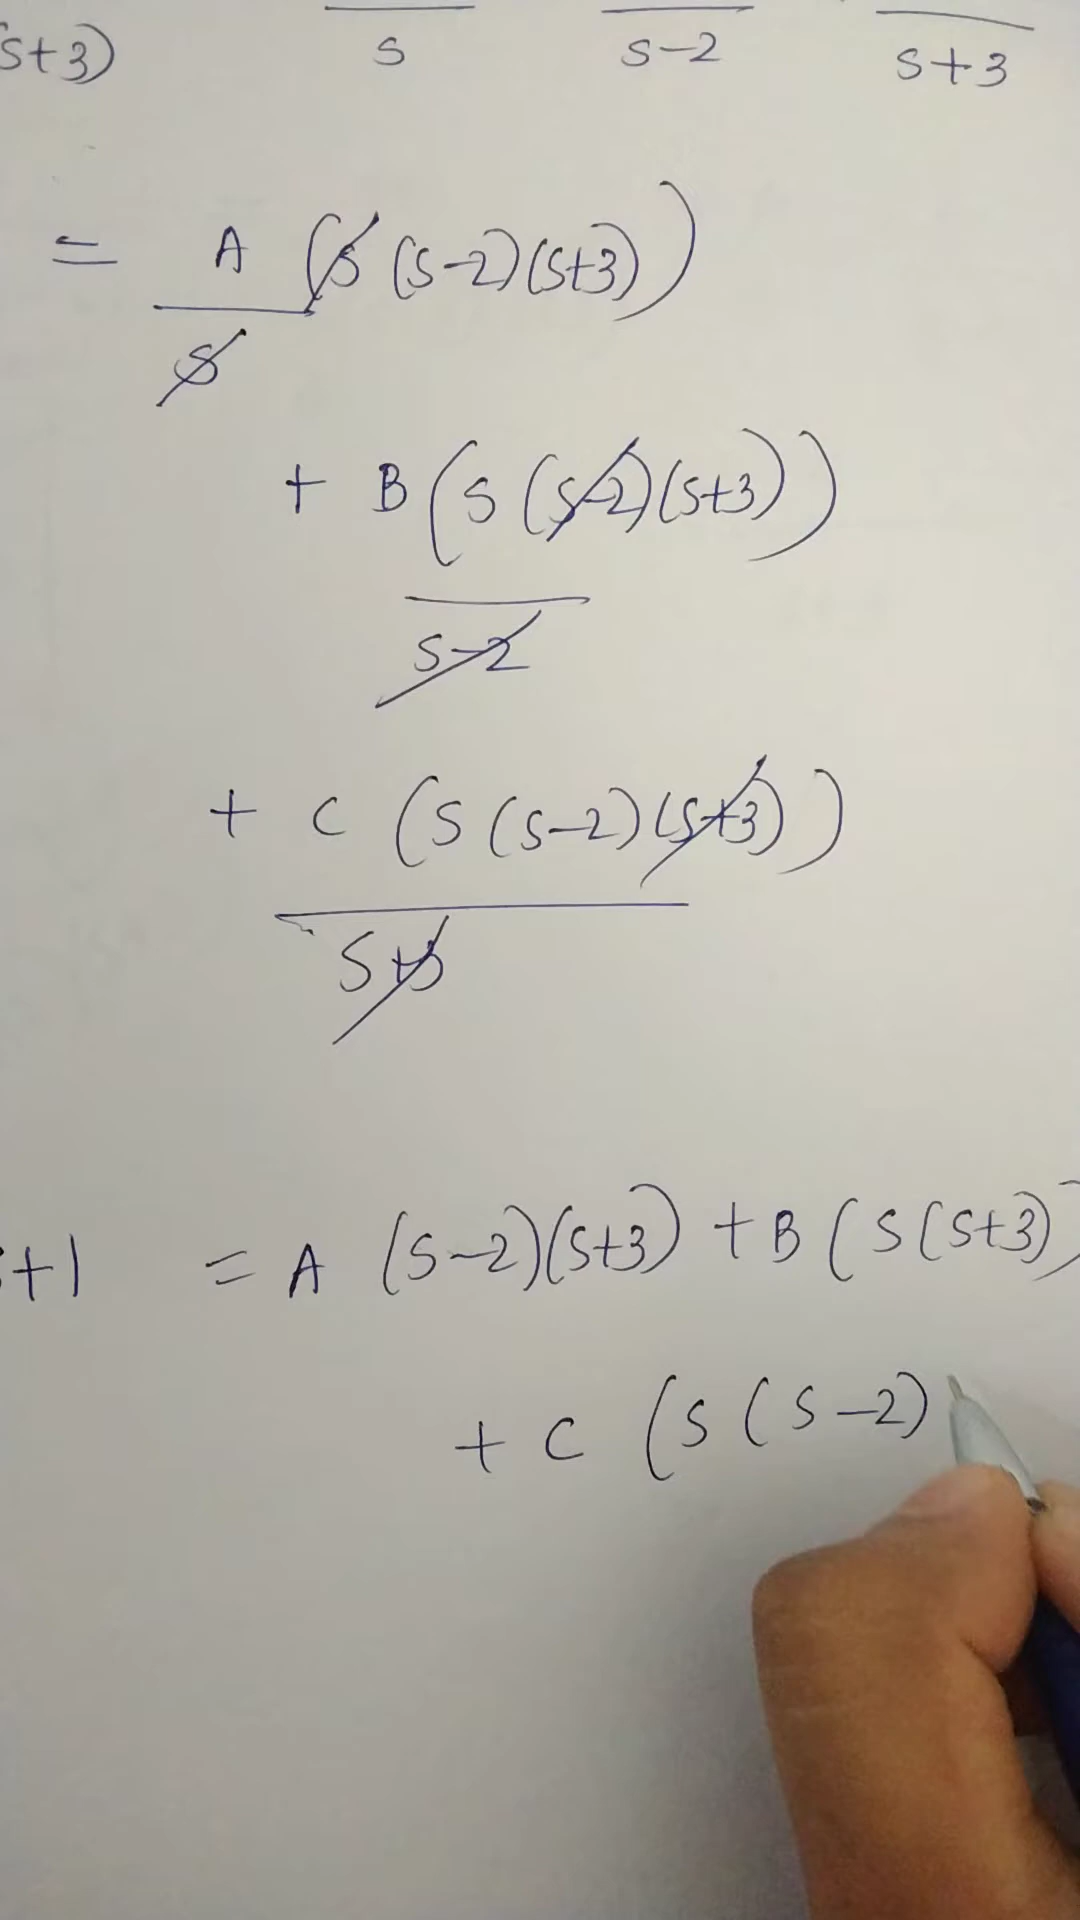 s+3) s s-2 s+3
= A (s (s-2)(s+3))
s
+ B (s (s-2)(s+3))
s-2
+ C (s (s-2)(s+3))
s+3
+1 = A (s-2)(s+3) + B (s(s+3)
+ C (s (s-2)